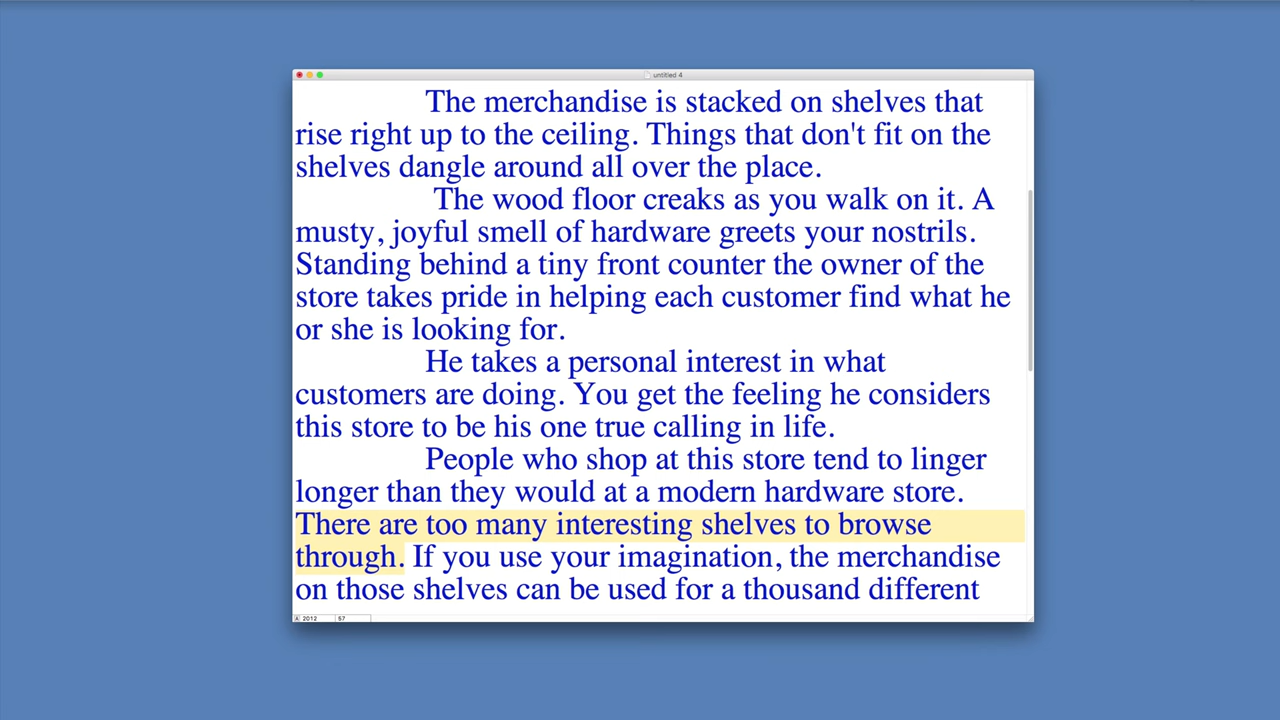 untitled 4
The merchandise is stacked on shelves that
rise right up to the ceiling. Things that don't fit on the
shelves dangle around all over the place.
The wood floor creaks as you walk on it. A
musty, joyful smell of hardware greets your nostrils.
Standing behind a tiny front counter the owner of the
store takes pride in helping each customer find what he
or she is looking for.
He takes a personal interest in what
customers are doing. You get the feeling he considers
this store to be his one true calling in life.
People who shop at this store tend to linger
longer than they would at a modern hardware store.
There are too many interesting shelves to browse
through. If you use your imagination, the merchandise
on those shelves can be used for a thousand different
2012 57